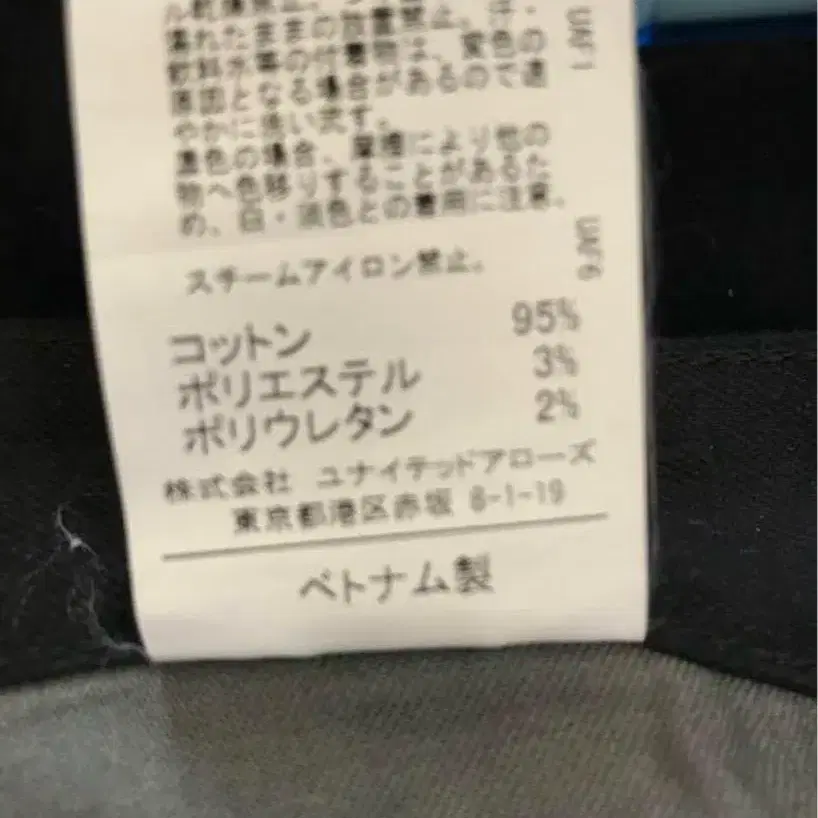 ル乾燥禁止。
濡れたままの放置禁止。汗・
飲料水等の付着物は、変色の
原因となる場合があるので速
やかに洗い流す。
濃色の場合、摩擦により他の
物へ色移りすることがあるた
め、白・淡色との着用に注意。
UAF1
スチームアイロン禁止。
UAF6
コットン 95%
ポリエステル 3%
ポリウレタン 2%
株式会社 ユナイテッドアローズ
東京都港区赤坂 8-1-19
ベトナム製